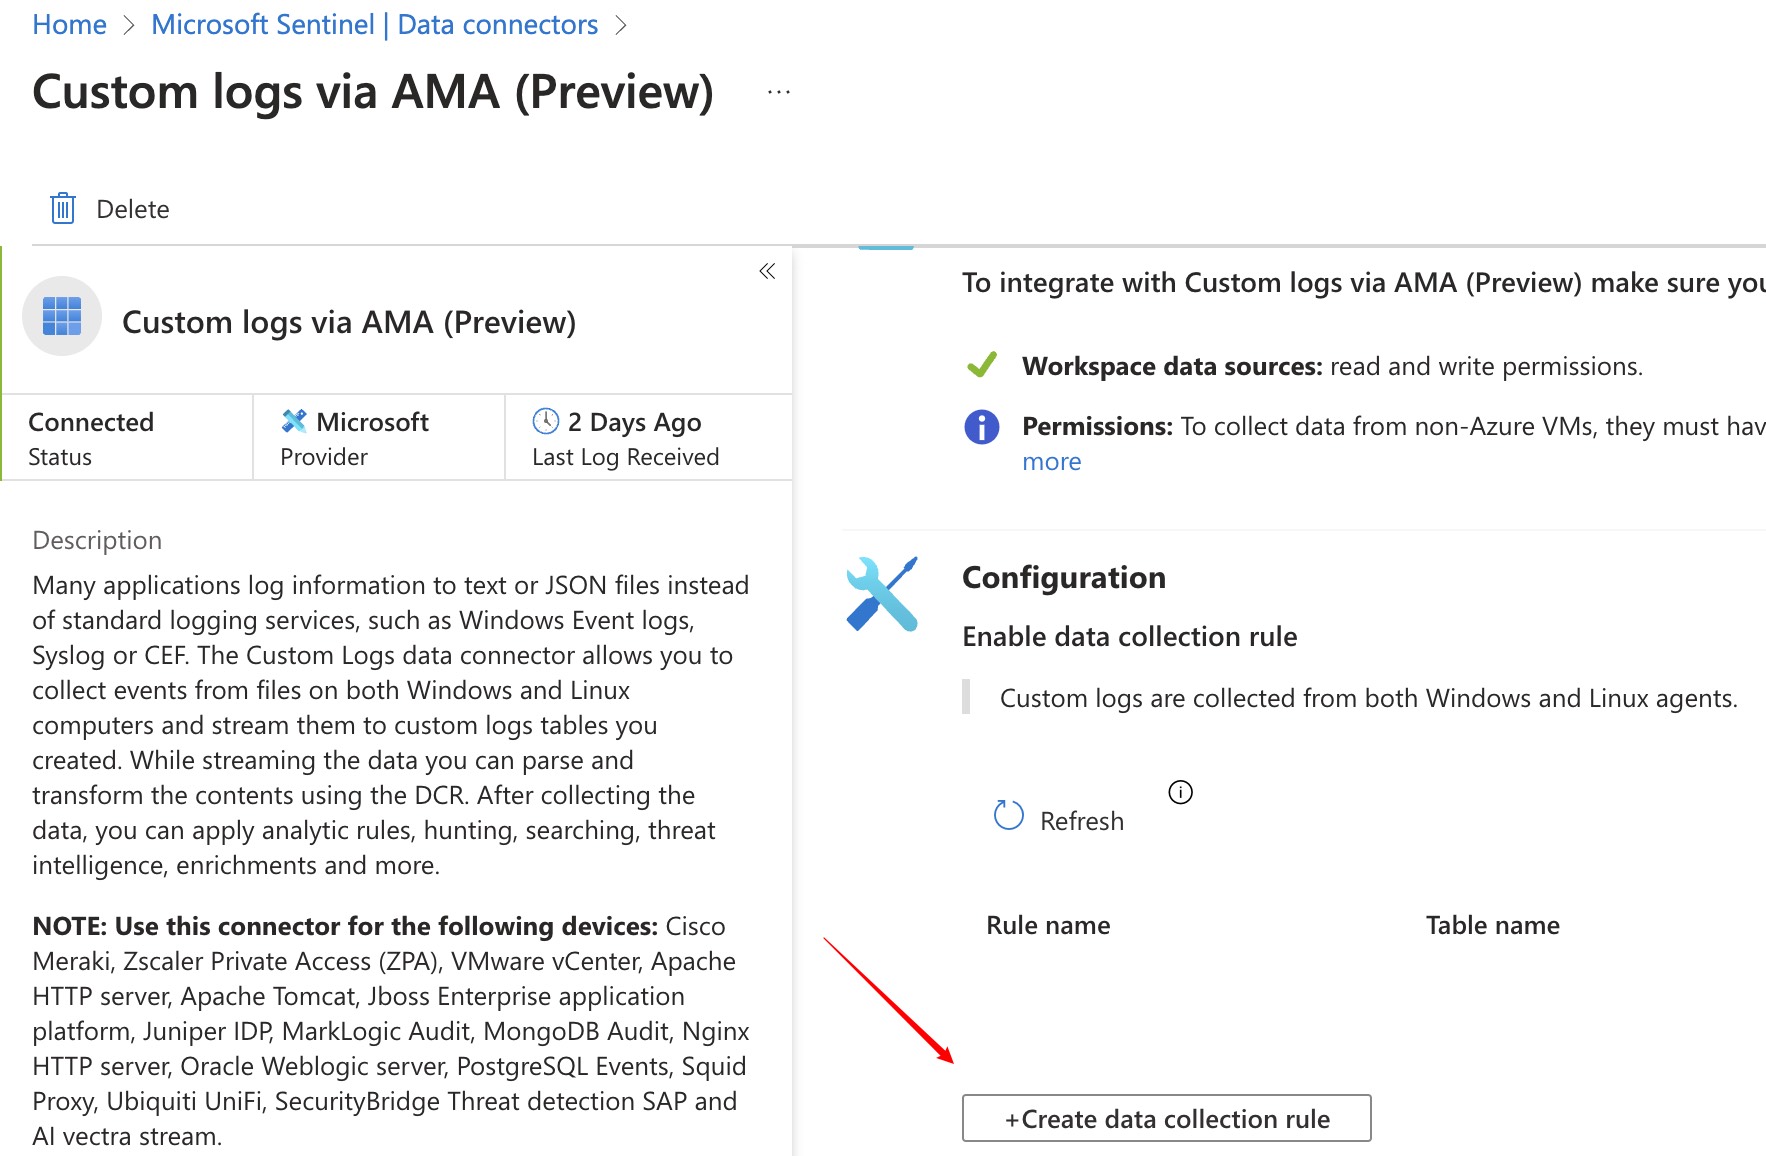 Home > Microsoft Sentinel | Data connectors >
Custom logs via AMA (Preview) ...
Delete
«
Custom logs via AMA (Preview)
Connected
Status
Microsoft
Provider
2 Days Ago
Last Log Received
Description
Many applications log information to text or JSON files instead
of standard logging services, such as Windows Event logs,
Syslog or CEF. The Custom Logs data connector allows you to
collect events from files on both Windows and Linux
computers and stream them to custom logs tables you
created. While streaming the data you can parse and
transform the contents using the DCR. After collecting the
data, you can apply analytic rules, hunting, searching, threat
intelligence, enrichments and more.
NOTE: Use this connector for the following devices: Cisco
Meraki, Zscaler Private Access (ZPA), VMware vCenter, Apache
HTTP server, Apache Tomcat, Jboss Enterprise application
platform, Juniper IDP, MarkLogic Audit, MongoDB Audit, Nginx
HTTP server, Oracle Weblogic server, PostgreSQL Events, Squid
Proxy, Ubiquiti UniFi, SecurityBridge Threat detection SAP and
AI vectra stream.
To integrate with Custom logs via AMA (Preview) make sure you
Workspace data sources: read and write permissions.
Permissions: To collect data from non-Azure VMs, they must hav
more
Configuration
Enable data collection rule
Custom logs are collected from both Windows and Linux agents.
Refresh
Rule name
Table name
+Create data collection rule